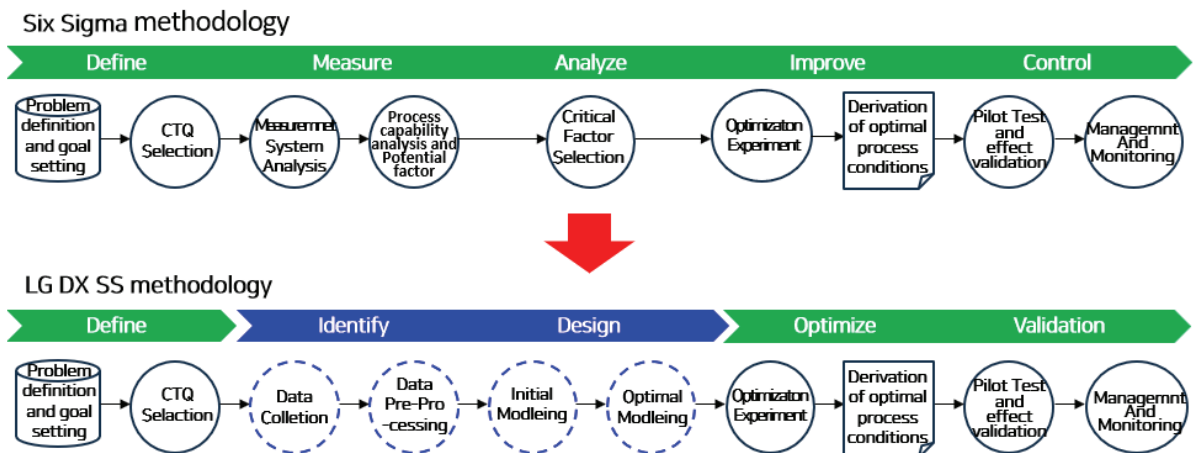 Six Sigma methodology
Define
Measure
Analyze
Improve
Control
Problem
definition
and goal
setting
CTQ
Selection
Measuremnet
System
Analysis
Process
capability
analysis and
Potential
factor
Critical
Factor
Selection
Optimizaton
Experiment
Derivation
of optimal
process
conditions
Pilot Test
and
effect
validation
Managemnt
And
Monitoring
LG DX SS methodology
Define
Identify
Design
Optimize
Validation
Problem
definition
and goal
setting
CTQ
Selaction
Data
Colletion
Data
Pre-Pro
-cessing
Initial
Modleing
Optimal
Modleing
Optimizaton
Experiment
Derivation
of optimal
process
conditions
Pilot Test
and
effect
validation
Managemnt
And
Monitoring